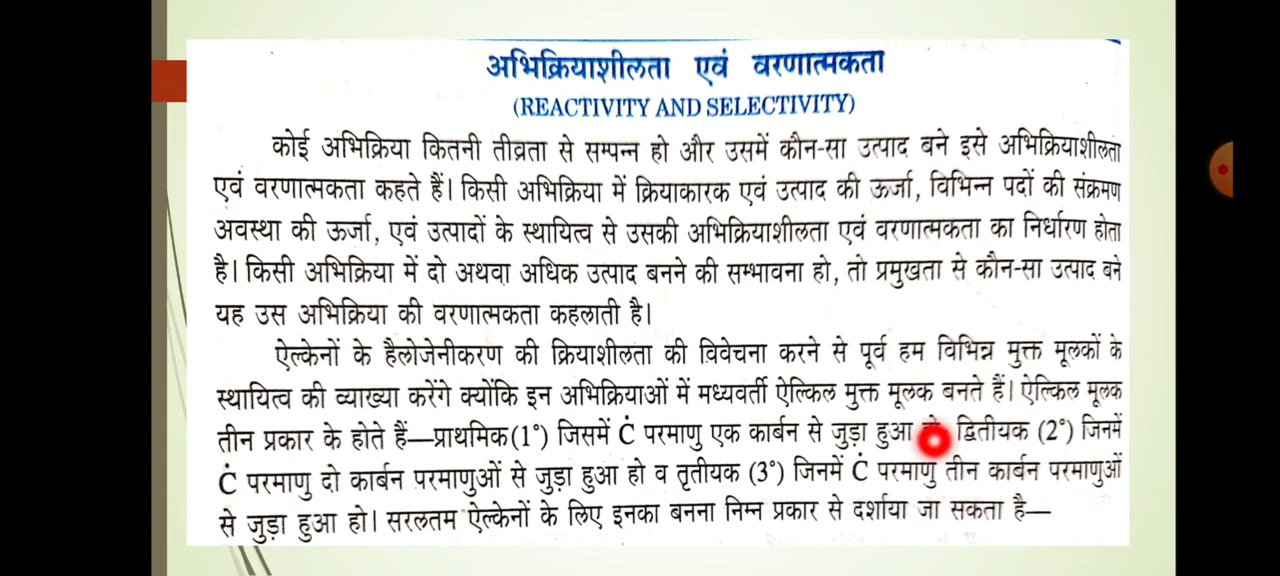 अभिक्रियाशीलता एवं वरणात्मकता
(REACTIVITY AND SELECTIVITY)
कोई अभिक्रिया कितनी तीव्रता से सम्पन्न हो और उसमें कौन-सा उत्पाद बने इसे अभिक्रियाशीलता
एवं वरणात्मकता कहते हैं। किसी अभिक्रिया में क्रियाकारक एवं उत्पाद की ऊर्जा, विभिन्न पदों की संक्रमण
अवस्था की ऊर्जा, एवं उत्पादों के स्थायित्व से उसकी अभिक्रियाशीलता एवं वरणात्मकता का निर्धारण होता
है। किसी अभिक्रिया में दो अथवा अधिक उत्पाद बनने की सम्भावना हो, तो प्रमुखता से कौन-सा उत्पाद बने
यह उस अभिक्रिया की वरणात्मकता कहलाती है।
ऐल्केनों के हैलोजेनीकरण की क्रियाशीलता की विवेचना करने से पूर्व हम विभिन्न मुक्त मूलकों के
स्थायित्व की व्याख्या करेंगे क्योंकि इन अभिक्रियाओं में मध्यवर्ती ऐल्किल मुक्त मूलक बनते हैं। ऐल्किल मूलक
तीन प्रकार के होते हैं—प्राथमिक (1°) जिसमें Ċ परमाणु एक कार्बन से जुड़ा हुआ द्वितीयक (2°) जिनमें
Ċ परमाणु दो कार्बन परमाणुओं से जुड़ा हुआ हो व तृतीयक (3°) जिनमें Ċ परमाणु तीन कार्बन परमाणुओं
से जुड़ा हुआ हो। सरलतम ऐल्केनों के लिए इनका बनना निम्न प्रकार से दर्शाया जा सकता है—